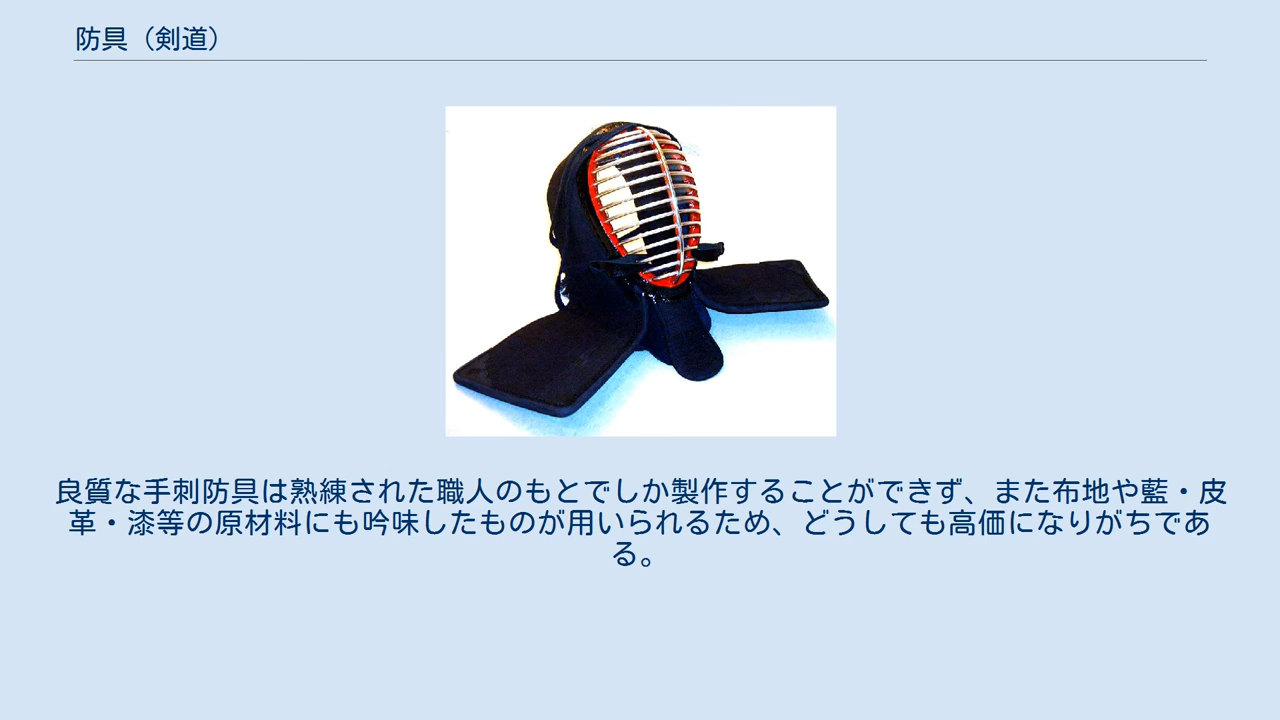 防具（剣道）
良質な手刺防具は熟練された職人のもとでしか製作することができず、また布地や藍・皮
革・漆等の原材料にも吟味したものが用いられるため、どうしても高価になりがちであ
る。